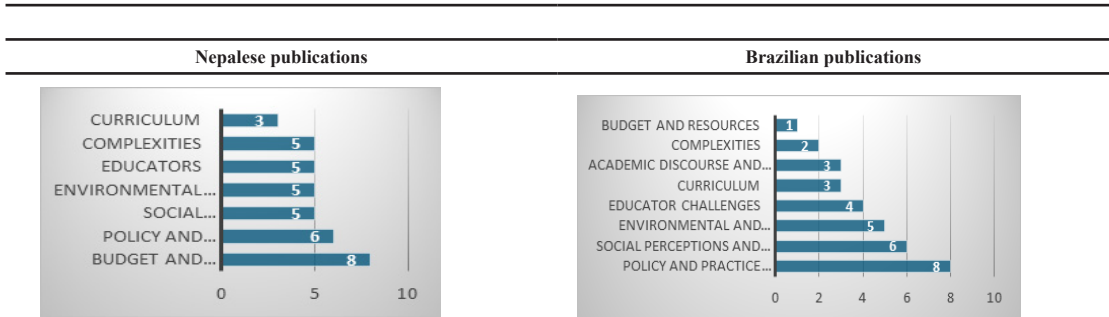 Nepalese publications
Brazilian publications
CURRICULUM 3
COMPLEXITIES 5
EDUCATORS 5
ENVIRONMENTAL... 5
SOCIAL... 5
POLICY AND... 6
BUDGET AND... 8
0 5 10
BUDGET AND RESOURCES 1
COMPLEXITIES 2
ACADEMIC DISCOURSE AND... 3
CURRICULUM 3
EDUCATOR CHALLENGES 4
ENVIRONMENTAL AND... 5
SOCIAL PERCEPTIONS AND... 6
POLICY AND PRACTICE... 8
0 2 4 6 8 10